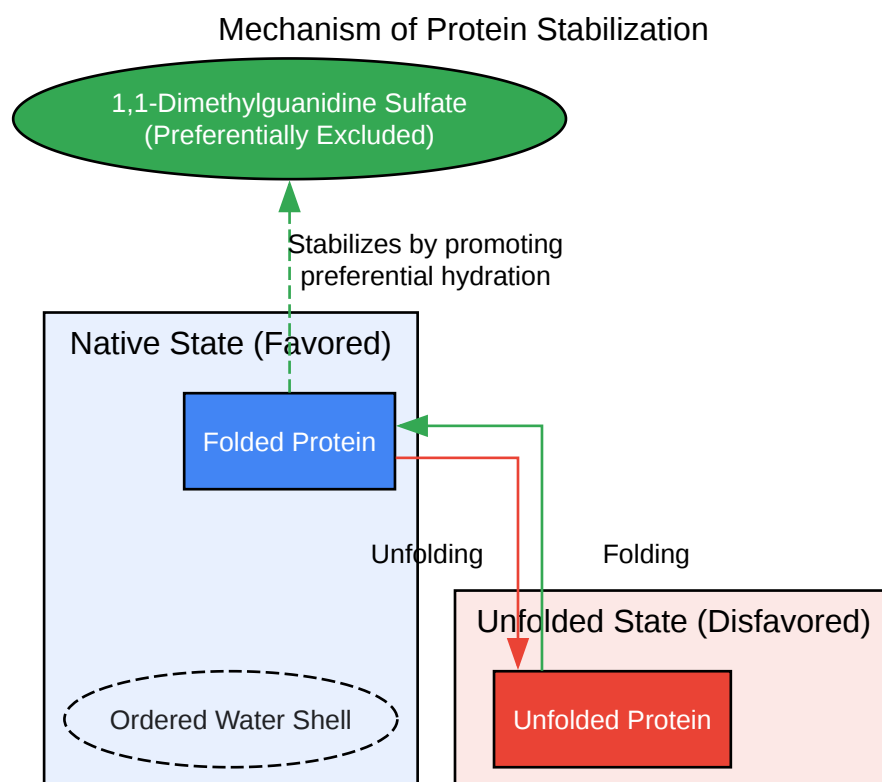 Mechanism of Protein Stabilization
1,1-Dimethylguanidine Sulfate
(Preferentially Excluded)
Stabilizes by promoting
preferential hydration
Native State (Favored)
Folded Protein
Unfolding
Folding
Unfolded State (Disfavored)
Ordered Water Shell
Unfolded Protein